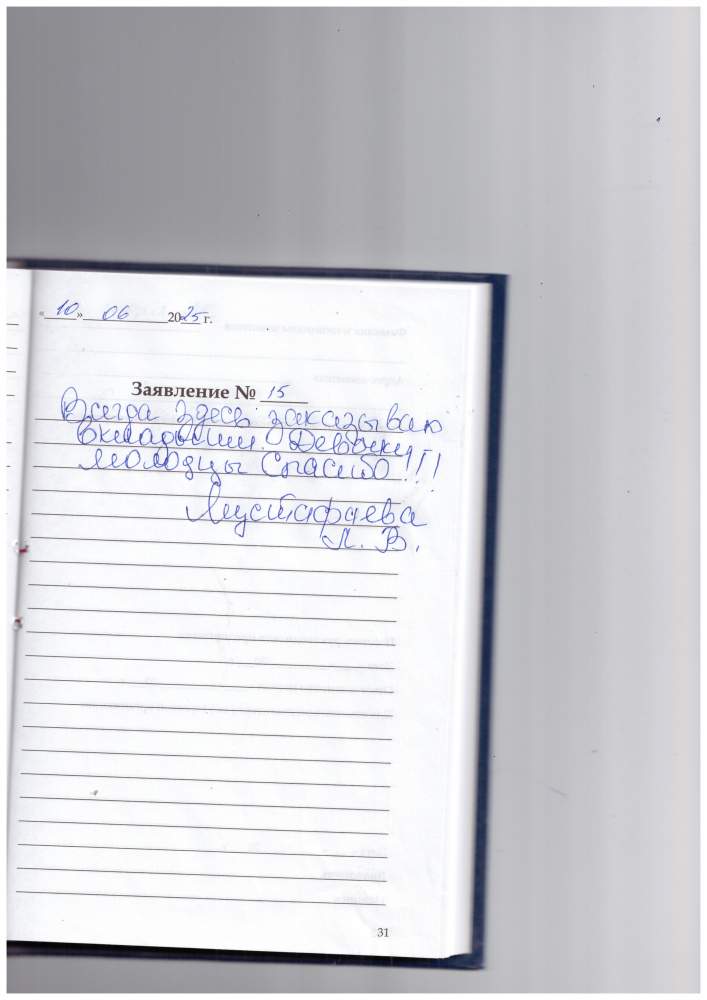 «10» 06 2025 г.
Заявление № 15
Всегда здесь заказываю
вкладыши. Девочки
молодцы Спасибо!!!
Мустафаева
Л. В.
31